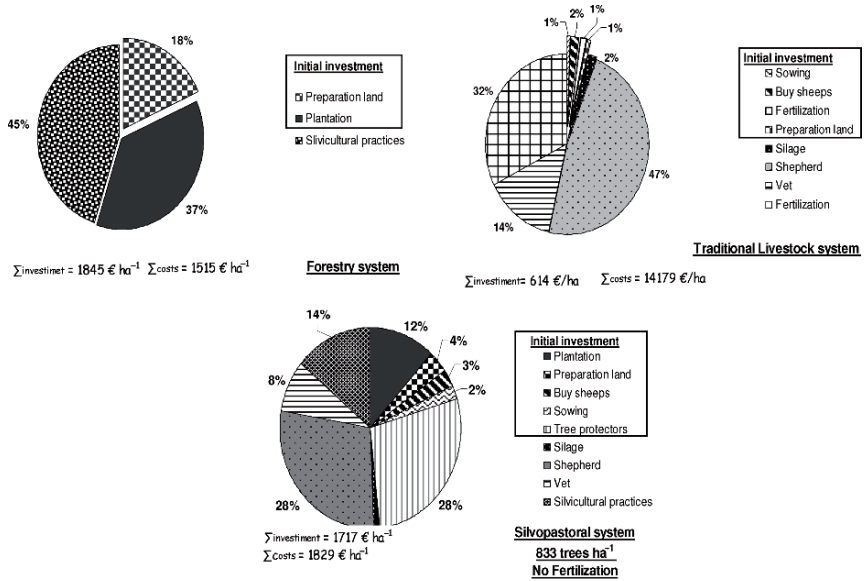 18%
45%
37%
Initial investment
Preparation land
Plantation
Silvicultural practices
∑investimet = 1845 € ha⁻¹ ∑costs = 1515 € ha⁻¹
Forestry system
1%
2%
1%
1%
2%
32%
47%
14%
Initial investment
Sowing
Buy sheeps
Fertilization
Preparation land
Silage
Shepherd
Vet
Fertilization
Traditional Livestock system
∑investiment= 614 €/ha ∑costs = 14179 €/ha
14%
12%
4%
3%
2%
8%
28%
28%
Initial investment
Plantation
Preparation land
Buy sheeps
Sowing
Tree protectors
Silage
Shepherd
Vet
Silvicultural practices
∑investiment = 1717 € ha⁻¹
∑costs = 1829 € ha⁻¹
Silvopastoral system
833 trees ha⁻¹
No Fertilization